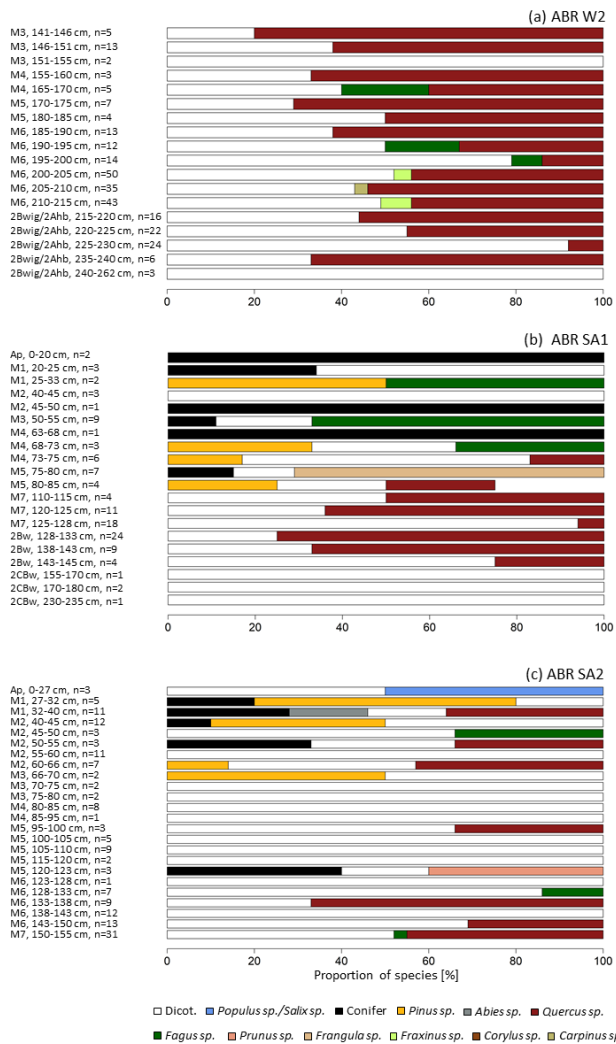 (a) ABR W2
M3, 141-146 cm, n=5
M3, 146-151 cm, n=13
M3, 151-155 cm, n=2
M4, 155-160 cm, n=3
M4, 165-170 cm, n=5
M5, 170-175 cm, n=7
M5, 180-185 cm, n=4
M6, 185-190 cm, n=13
M6, 190-195 cm, n=12
M6, 195-200 cm, n=14
M6, 200-205 cm, n=50
M6, 205-210 cm, n=35
M6, 210-215 cm, n=43
2Bwig/2Ahb, 215-220 cm, n=16
2Bwig/2Ahb, 220-225 cm, n=22
2Bwig/2Ahb, 225-230 cm, n=24
2Bwig/2Ahb, 235-240 cm, n=6
2Bwig/2Ahb, 240-262 cm, n=3
0 20 40 60 80 100
(b) ABR SA1
Ap, 0-20 cm, n=2
M1, 20-25 cm, n=3
M1, 25-33 cm, n=2
M2, 40-45 cm, n=3
M2, 45-50 cm, n=1
M3, 50-55 cm, n=9
M4, 63-68 cm, n=1
M4, 68-73 cm, n=3
M4, 73-75 cm, n=6
M5, 75-80 cm, n=7
M5, 80-85 cm, n=4
M7, 110-115 cm, n=4
M7, 120-125 cm, n=11
M7, 125-128 cm, n=18
2Bw, 128-133 cm, n=24
2Bw, 138-143 cm, n=9
2Bw, 143-145 cm, n=4
2CBw, 155-170 cm, n=1
2CBw, 170-180 cm, n=2
2CBw, 230-235 cm, n=1
0 20 40 60 80 100
(c) ABR SA2
Ap, 0-27 cm, n=3
M1, 27-32 cm, n=5
M1, 32-40 cm, n=11
M2, 40-45 cm, n=12
M2, 45-50 cm, n=3
M2, 50-55 cm, n=3
M2, 55-60 cm, n=11
M2, 60-66 cm, n=7
M3, 66-70 cm, n=2
M3, 70-75 cm, n=2
M3, 75-80 cm, n=2
M4, 80-85 cm, n=8
M4, 85-95 cm, n=1
M5, 95-100 cm, n=3
M5, 100-105 cm, n=5
M5, 105-110 cm, n=9
M5, 115-120 cm, n=2
M5, 120-123 cm, n=3
M6, 123-128 cm, n=1
M6, 128-133 cm, n=7
M6, 133-138 cm, n=9
M6, 138-143 cm, n=12
M6, 143-150 cm, n=13
M7, 150-155 cm, n=31
0 20 40 60 80 100
Proportion of species [%]
Dicot. Populus sp./Salix sp. Conifer Pinus sp. Abies sp. Quercus sp.
Fagus sp. Prunus sp. Frangula sp. Fraxinus sp. Corylus sp. Carpinus sp